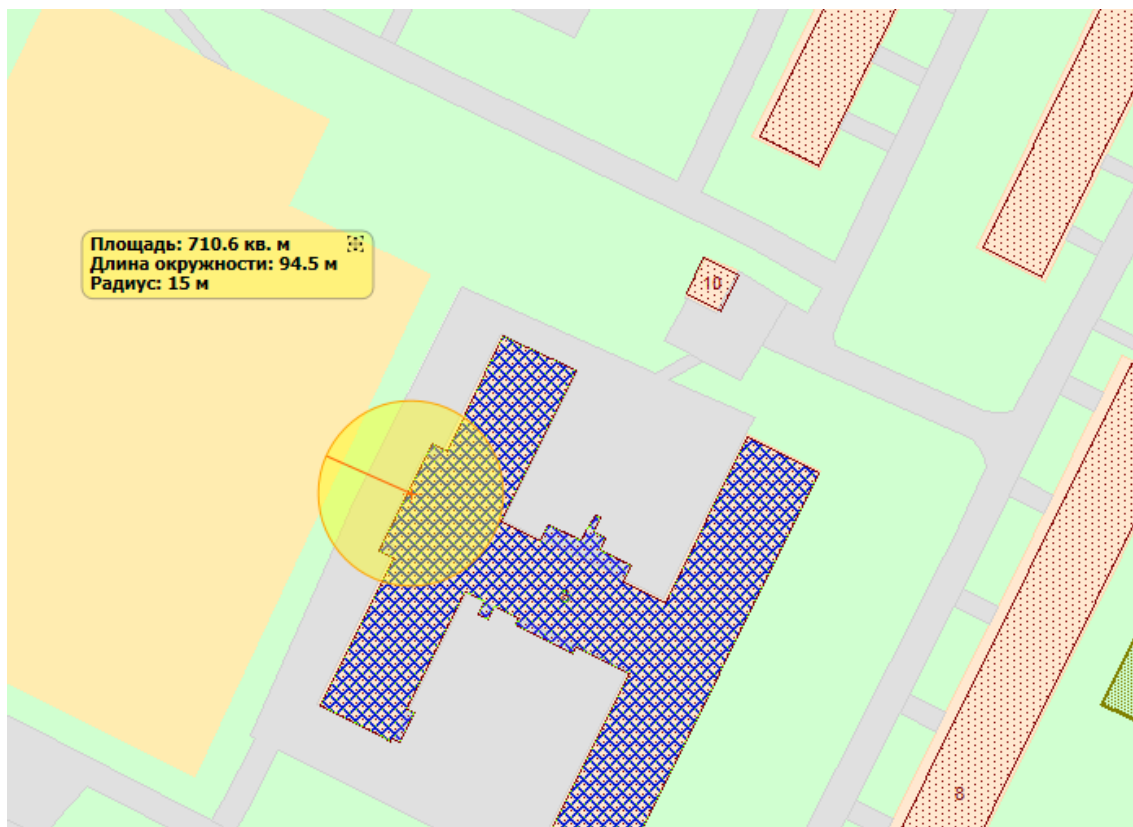 Площадь: 710.6 кв. м
Длина окружности: 94.5 м
Радиус: 15 м
10
8